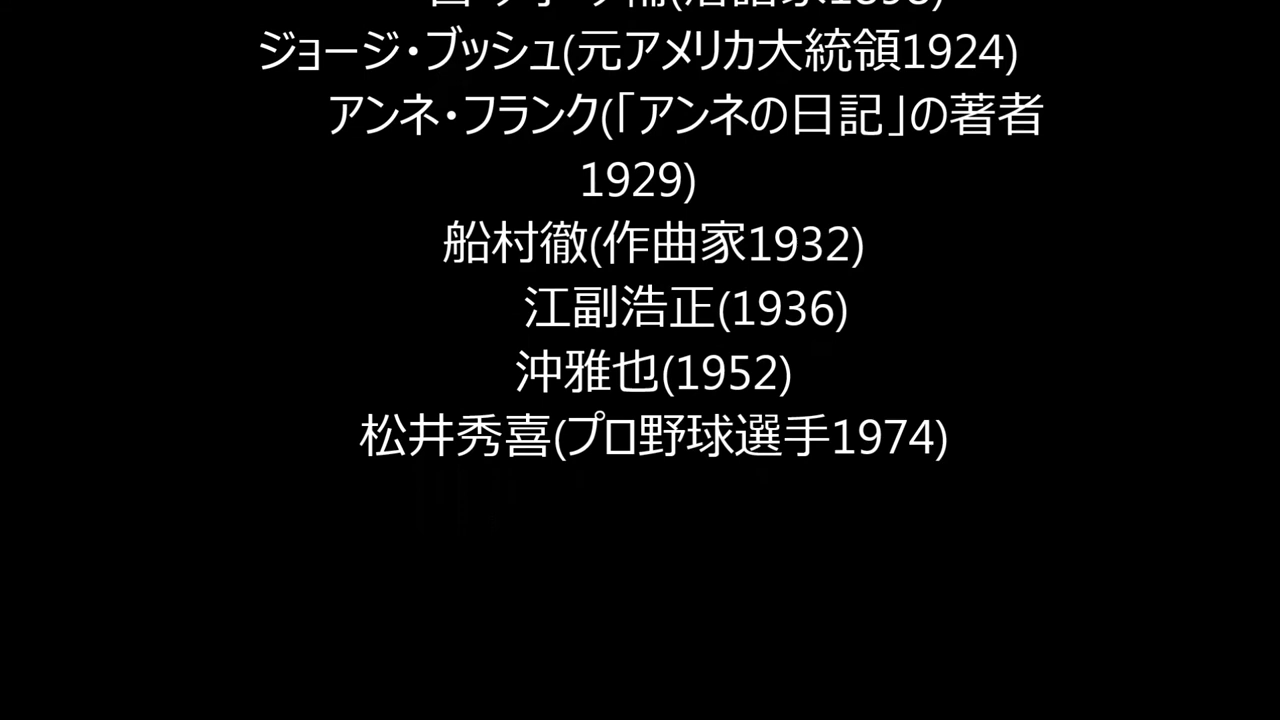 ジョージ・ブッシュ(元アメリカ大統領1924)
アンネ・フランク(「アンネの日記」の著者
1929)
船村徹(作曲家1932)
江副浩正(1936)
沖雅也(1952)
松井秀喜(プロ野球選手1974)